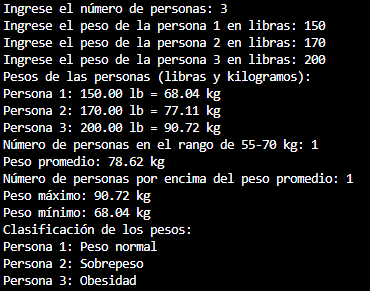 Ingrese el número de personas: 3
Ingrese el peso de la persona 1 en libras: 150
Ingrese el peso de la persona 2 en libras: 170
Ingrese el peso de la persona 3 en libras: 200
Pesos de las personas (libras y kilogramos):
Persona 1: 150.00 lb = 68.04 kg
Persona 2: 170.00 lb = 77.11 kg
Persona 3: 200.00 lb = 90.72 kg
Número de personas en el rango de 55-70 kg: 1
Peso promedio: 78.62 kg
Número de personas por encima del peso promedio: 1
Peso máximo: 90.72 kg
Peso mínimo: 68.04 kg
Clasificación de los pesos:
Persona 1: Peso normal
Persona 2: Sobrepeso
Persona 3: Obesidad